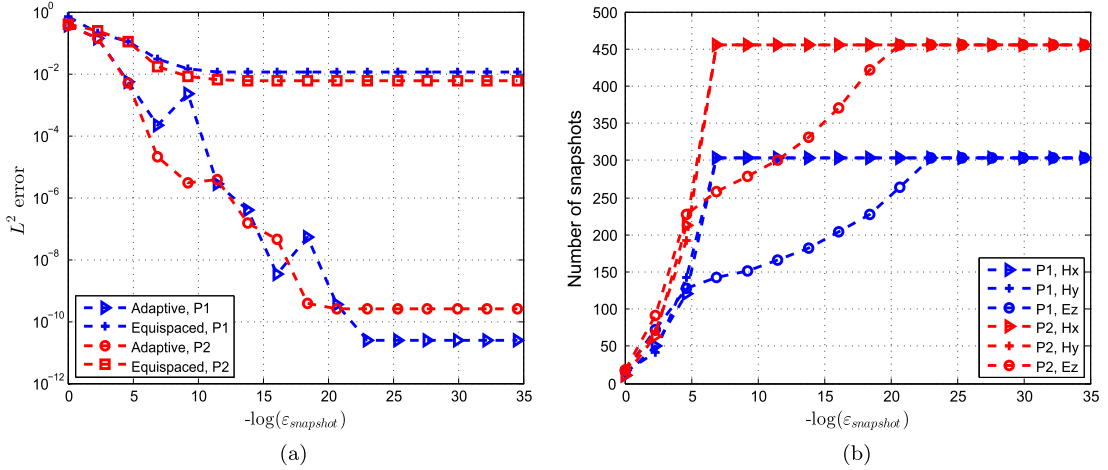 10^0
10^-2
10^-4
10^-6
10^-8
10^-10
10^-12
L^2 error
0 5 10 15 20 25 30 35
-log(ε_snapshot)
Adaptive, P1
Equispaced, P1
Adaptive, P2
Equispaced, P2
(a)
500
450
400
350
300
250
200
150
100
50
0
Number of snapshots
0 5 10 15 20 25 30 35
-log(ε_snapshot)
P1, Hx
P1, Hy
P1, Ez
P2, Hx
P2, Hy
P2, Ez
(b)